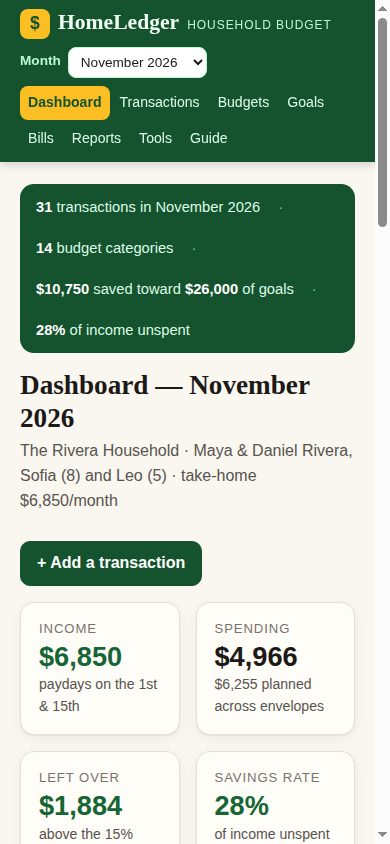 $ HomeLedger HOUSEHOLD BUDGET
Month November 2026
Dashboard Transactions Budgets Goals
Bills Reports Tools Guide
31 transactions in November 2026 ·
14 budget categories ·
$10,750 saved toward $26,000 of goals ·
28% of income unspent
Dashboard — November
2026
The Rivera Household · Maya & Daniel Rivera,
Sofia (8) and Leo (5) · take-home
$6,850/month
+ Add a transaction
INCOME
$6,850
paydays on the 1st
& 15th
SPENDING
$4,966
$6,255 planned
across envelopes
LEFT OVER
$1,884
above the 15%
SAVINGS RATE
28%
of income unspent